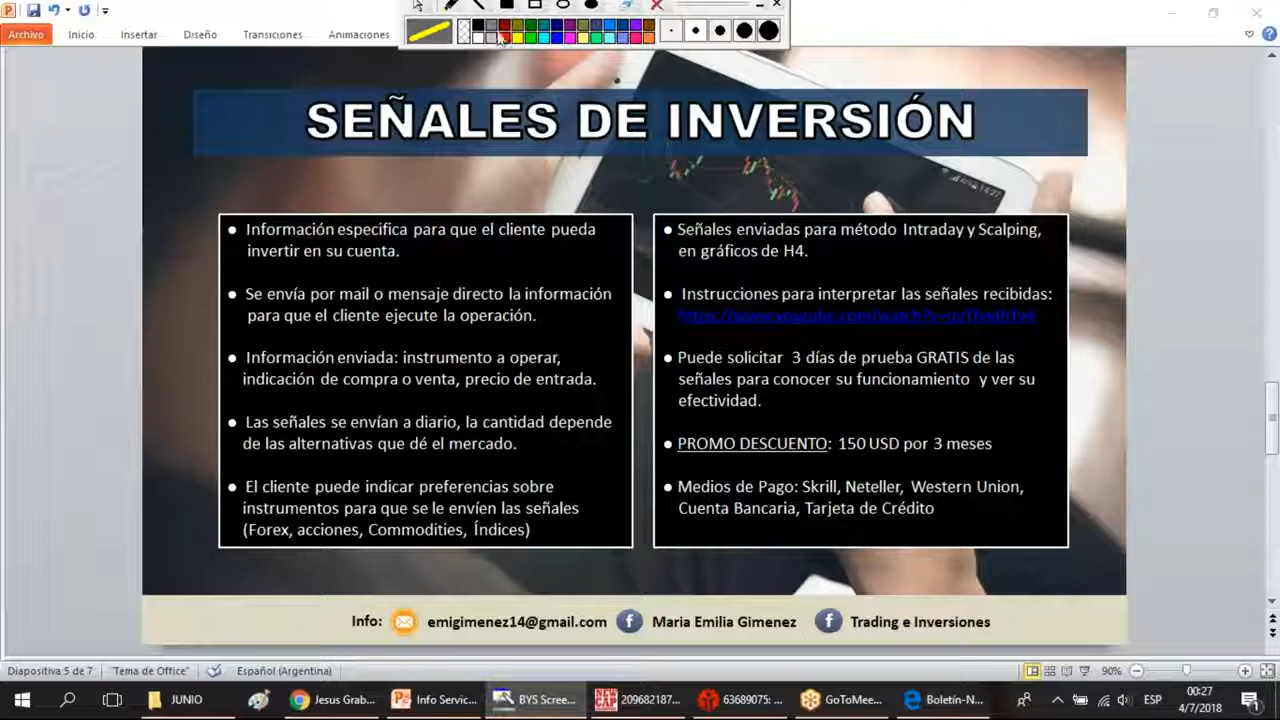 Archivo Inicio Insertar Diseño Transiciones Animaciones
SEÑALES DE INVERSIÓN
● Información especifica para que el cliente pueda
invertir en su cuenta.
● Se envía por mail o mensaje directo la información
para que el cliente ejecute la operación.
● Información enviada: instrumento a operar,
indicación de compra o venta, precio de entrada.
● Las señales se envían a diario, la cantidad depende
de las alternativas que dé el mercado.
● El cliente puede indicar preferencias sobre
instrumentos para que se le envíen las señales
(Forex, acciones, Commodities, Índices)
● Señales enviadas para método Intraday y Scalping,
en gráficos de H4.
● Instrucciones para interpretar las señales recibidas:
● Puede solicitar 3 días de prueba GRATIS de las
señales para conocer su funcionamiento y ver su
efectividad.
● PROMO DESCUENTO: 150 USD por 3 meses
● Medios de Pago: Skrill, Neteller, Western Union,
Cuenta Bancaria, Tarjeta de Crédito
Info: emigimenez14@gmail.com Maria Emilia Gimenez Trading e Inversiones
Diapositiva 5 de 7 "Tema de Office" Español (Argentina) 90%
JUNIO Jesus Grab... Info Servic... BYS Scree... 209682187... 63689075: ... GoToMee... Boletín-N... ESP 00:27
4/7/2018